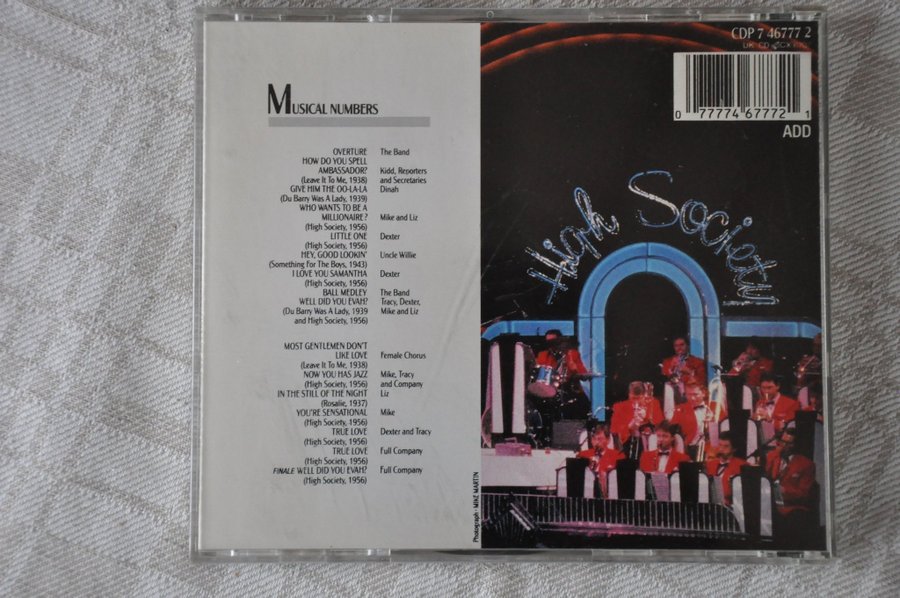 MUSICAL NUMBERS
OVERTURE The Band
HOW DO YOU SPELL
AMBASSADOR? Kidd, Reporters
(Leave It To Me, 1938) and Secretaries
GIVE HIM THE OO-LA-LA Dinah
(Du Barry Was A Lady, 1939)
WHO WANTS TO BE A
MILLIONAIRE? Mike and Liz
(High Society, 1956)
LITTLE ONE Dexter
(High Society, 1956)
HEY, GOOD LOOKIN' Uncle Willie
(Something For The Boys, 1943)
I LOVE YOU SAMANTHA Dexter
(High Society, 1956)
BALL MEDLEY The Band
WELL DID YOU EVAH? Tracy, Dexter,
(Du Barry Was A Lady, 1939 Mike and Liz
and High Society, 1956)
MOST GENTLEMEN DON'T
LIKE LOVE Female Chorus
(Leave It To Me, 1938)
NOW YOU HAS JAZZ Mike, Tracy
(High Society, 1956) and Company
IN THE STILL OF THE NIGHT Liz
(Rosalie, 1937)
YOU'RE SENSATIONAL Mike
(High Society, 1956)
TRUE LOVE Dexter and Tracy
(High Society, 1956)
TRUE LOVE Full Company
(High Society, 1956)
FINALE WELL DID YOU EVAH? Full Company
(High Society, 1956)
Photograph: MIKE MARTIN
CDP 7 46777 2
UK: CD
0 77774 67772 1
ADD
High Society